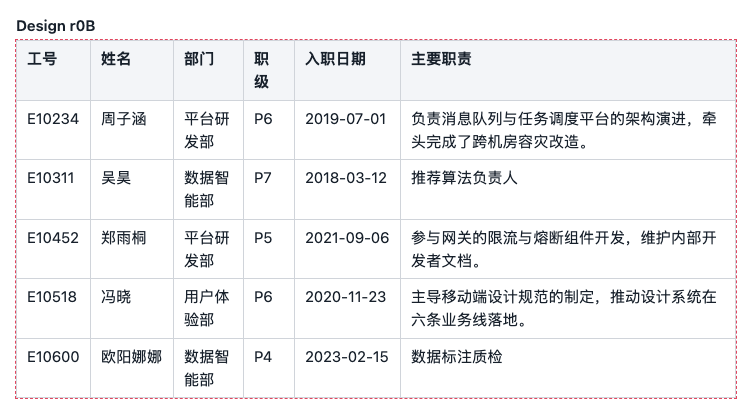 Design r0B
工号 姓名 部门 职级 入职日期 主要职责
E10234 周子涵 平台研发部 P6 2019-07-01 负责消息队列与任务调度平台的架构演进，牵头完成了跨机房容灾改造。
E10311 吴昊 数据智能部 P7 2018-03-12 推荐算法负责人
E10452 郑雨桐 平台研发部 P5 2021-09-06 参与网关的限流与熔断组件开发，维护内部开发者文档。
E10518 冯晓 用户体验部 P6 2020-11-23 主导移动端设计规范的制定，推动设计系统在六条业务线落地。
E10600 欧阳娜娜 数据智能部 P4 2023-02-15 数据标注质检